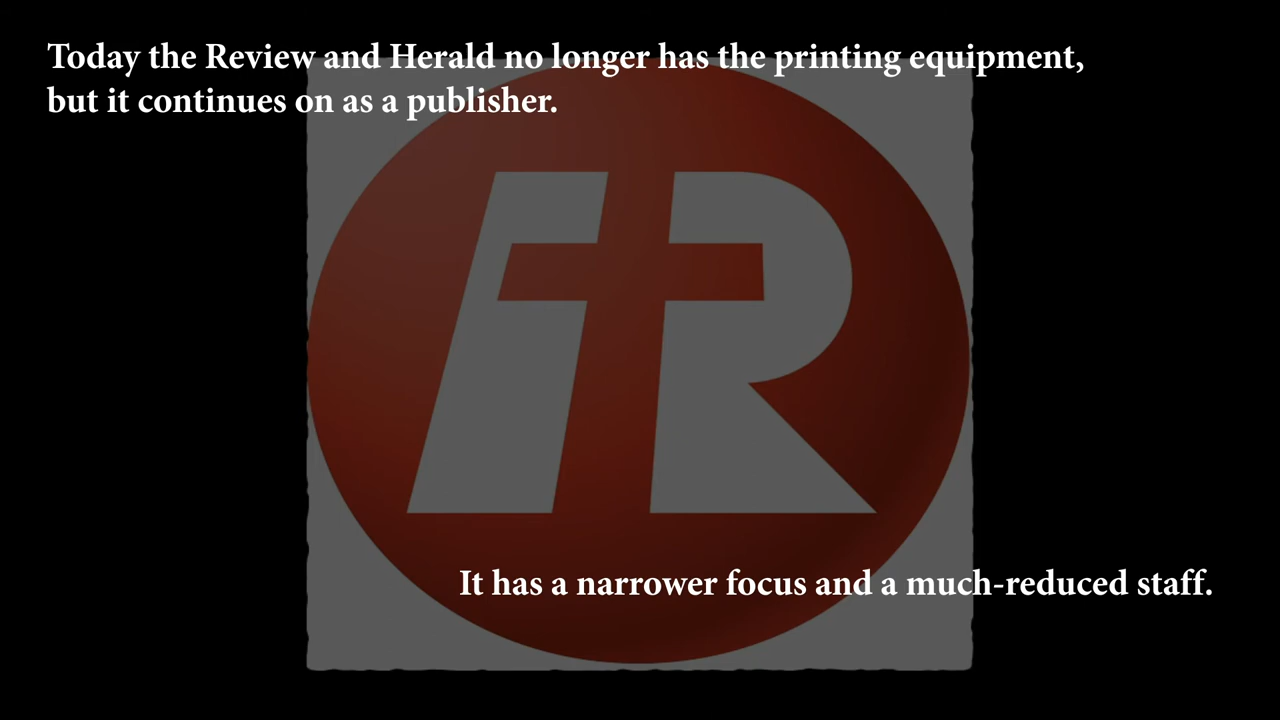 Today the Review and Herald no longer has the printing equipment,
but it continues on as a publisher.
It has a narrower focus and a much-reduced staff.